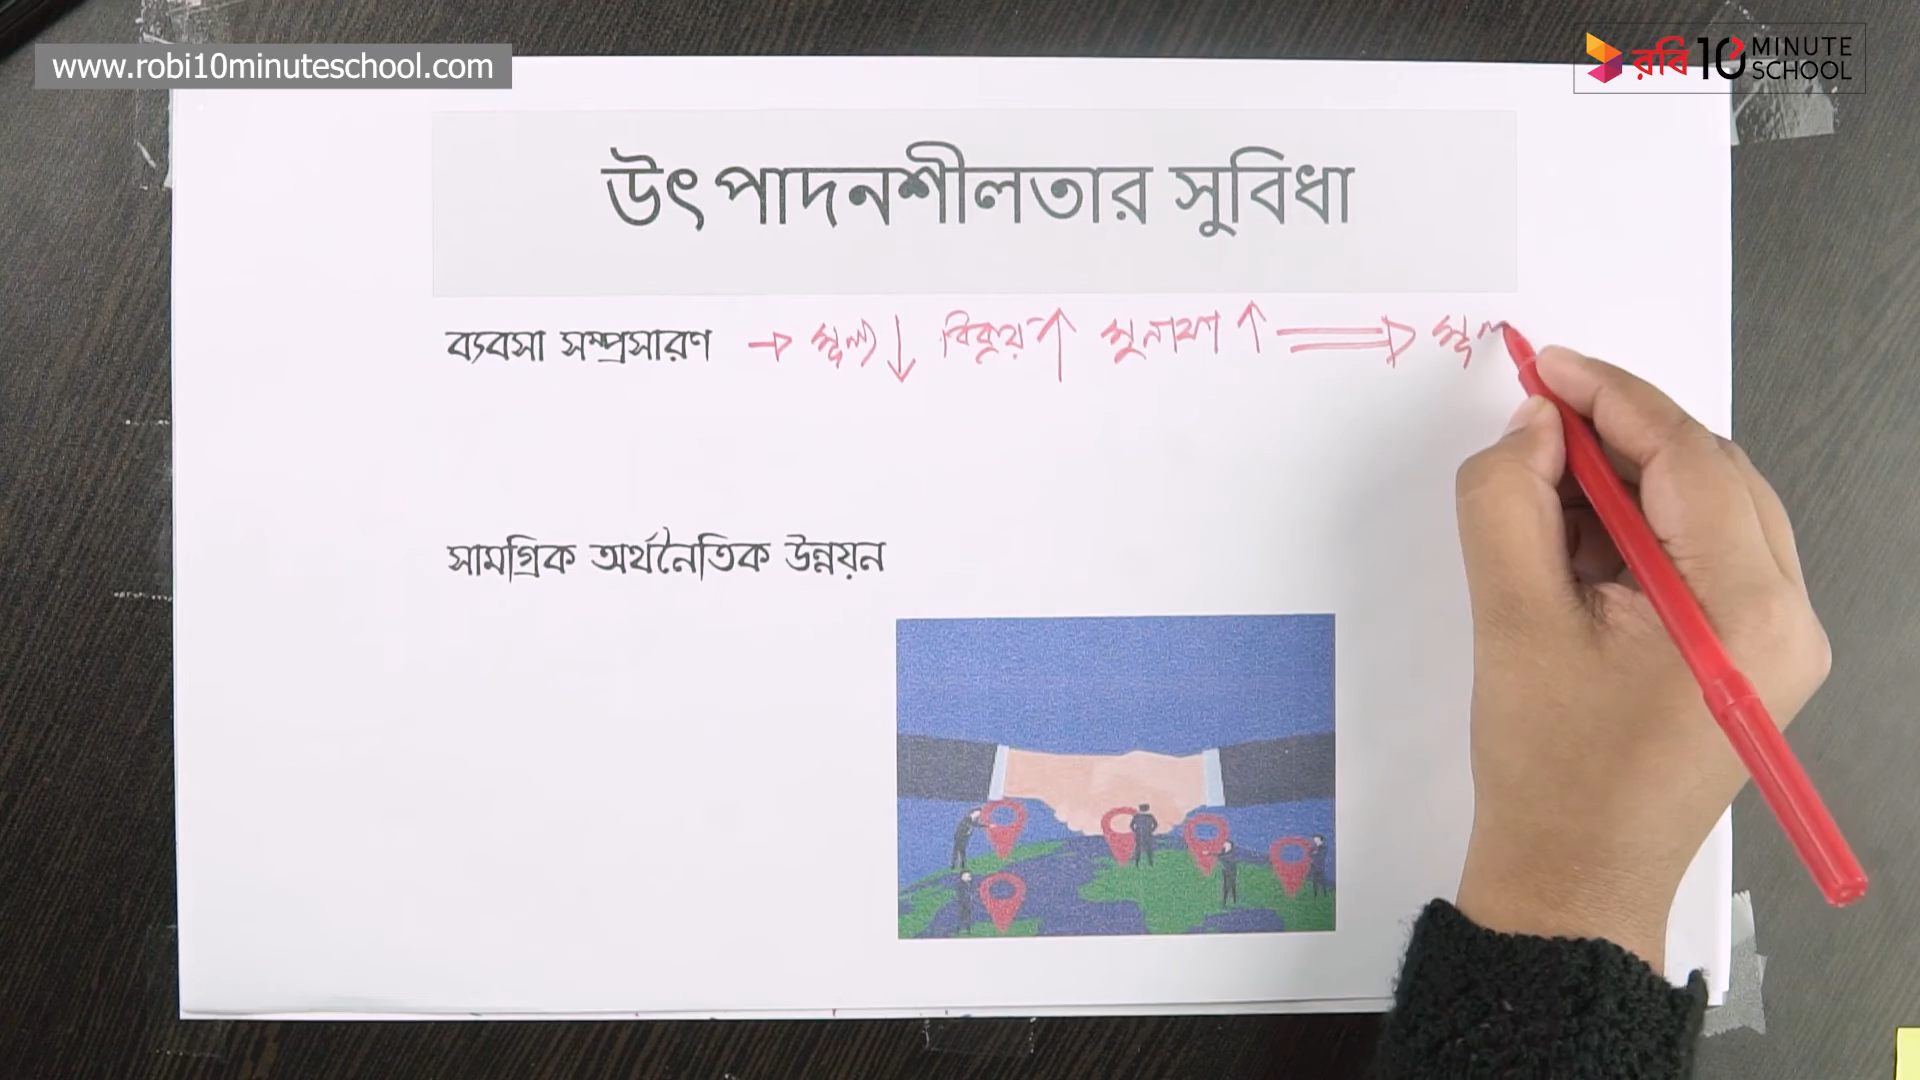 www.robi10minuteschool.com
রবি 10 MINUTE SCHOOL
উৎপাদনশীলতার সুবিধা
ব্যবসা সম্প্রসারণ → মূল্য ↓ বিক্রয় ↑ মুনাফা ↑ ⇒ মূল
সামগ্রিক অর্থনৈতিক উন্নয়ন